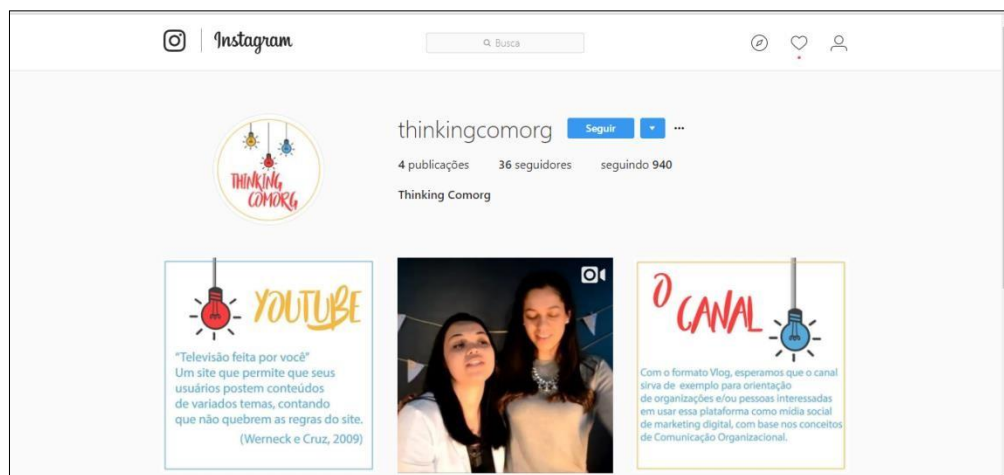 Instagram
Busca
thinkingcomorg Seguir
4 publicações 36 seguidores seguindo 940
Thinking Comorg
THINKING
COMORG
YOUTUBE
"Televisão feita por você"
Um site que permite que seus
usuários postem conteúdos
de variados temas, contando
que não quebrem as regras do site.
(Werneck e Cruz, 2009)
O
CANAL
Com o formato Vlog, esperamos que o canal
sirva de exemplo para orientação
de organizações e/ou pessoas interessadas
em usar essa plataforma como mídia social
de marketing digital, com base nos conceitos
de Comunicação Organizacional.